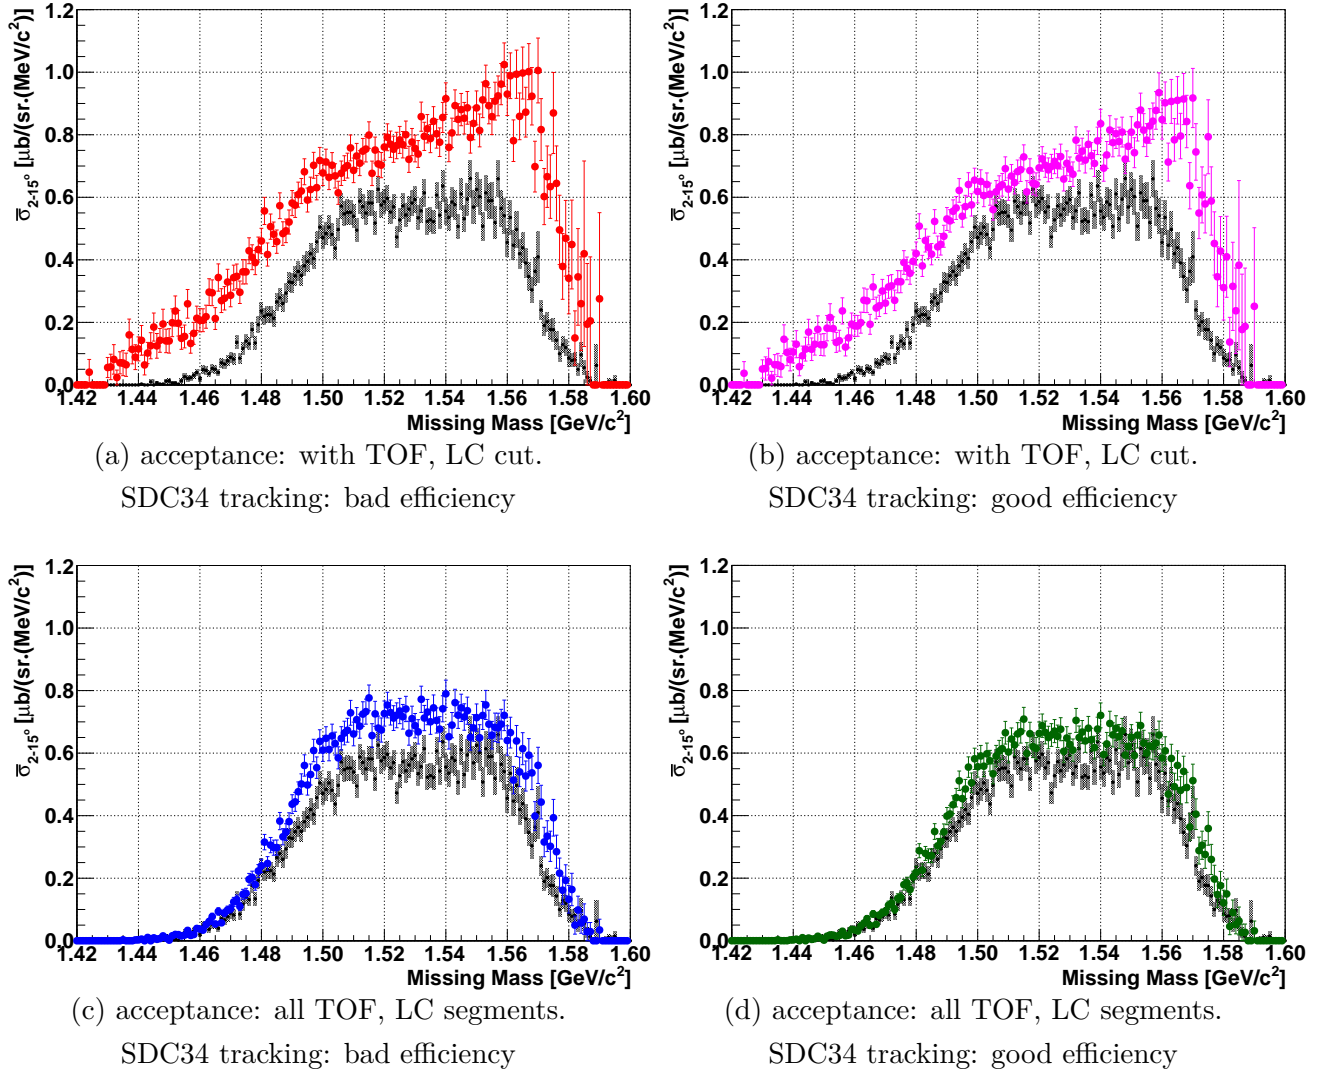 1.2
1.0
0.8
0.6
0.4
0.2
0.0
σ̅2-15° [μb/(sr.(MeV/c²)]
1.42 1.44 1.46 1.48 1.50 1.52 1.54 1.56 1.58 1.60
Missing Mass [GeV/c²]
(a) acceptance: with TOF, LC cut.
SDC34 tracking: bad efficiency
1.2
1.0
0.8
0.6
0.4
0.2
0.0
σ̅2-15° [μb/(sr.(MeV/c²)]
1.42 1.44 1.46 1.48 1.50 1.52 1.54 1.56 1.58 1.60
Missing Mass [GeV/c²]
(b) acceptance: with TOF, LC cut.
SDC34 tracking: good efficiency
1.2
1.0
0.8
0.6
0.4
0.2
0.0
σ̅2-15° [μb/(sr.(MeV/c²)]
1.42 1.44 1.46 1.48 1.50 1.52 1.54 1.56 1.58 1.60
Missing Mass [GeV/c²]
(c) acceptance: all TOF, LC segments.
SDC34 tracking: bad efficiency
1.2
1.0
0.8
0.6
0.4
0.2
0.0
σ̅2-15° [μb/(sr.(MeV/c²)]
1.42 1.44 1.46 1.48 1.50 1.52 1.54 1.56 1.58 1.60
Missing Mass [GeV/c²]
(d) acceptance: all TOF, LC segments.
SDC34 tracking: good efficiency